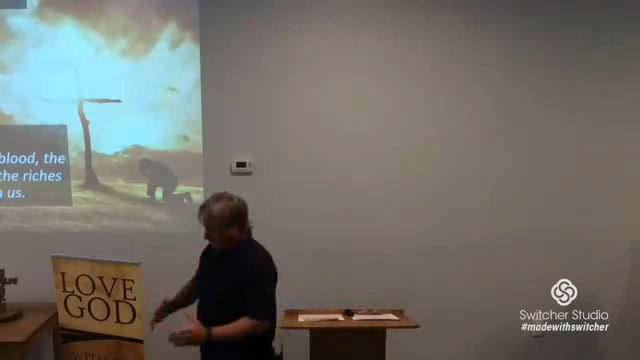 blood, the
the riches
us.
LOVE
GOD
Switcher Studio
#madewithswitcher